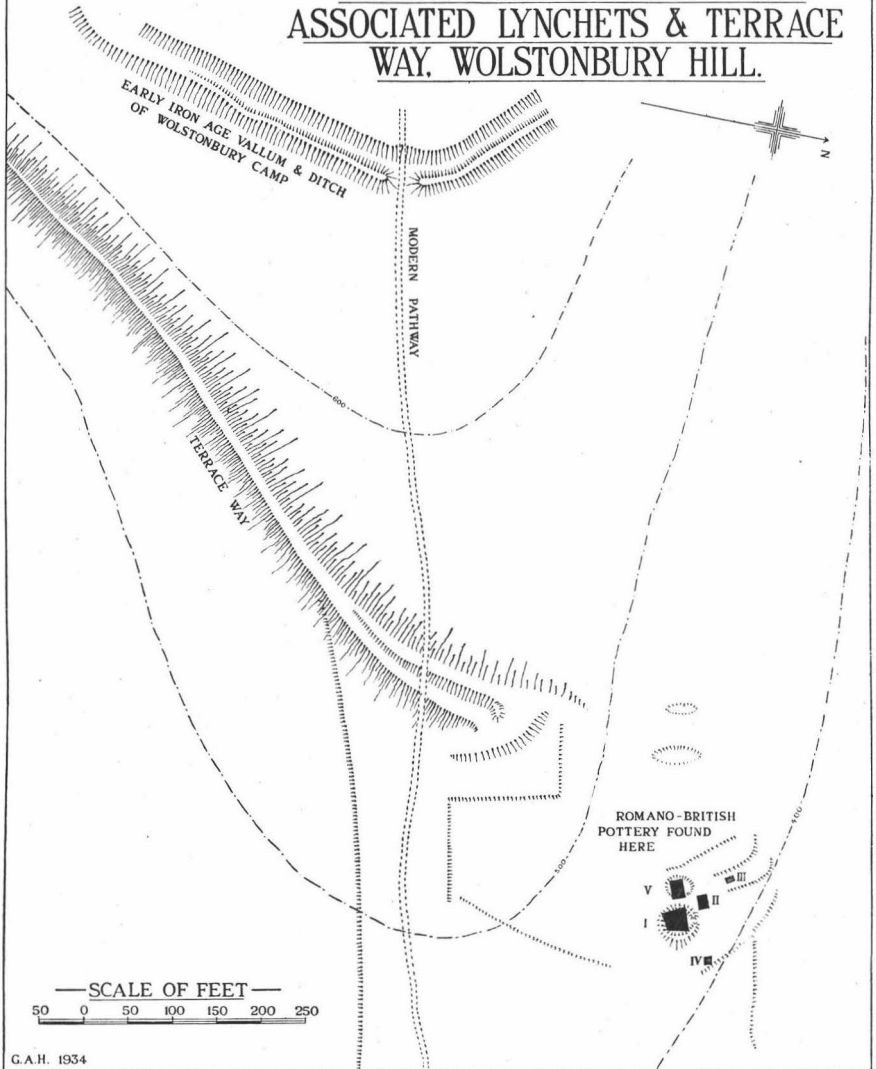 ASSOCIATED LYNCHETS & TERRACE
WAY, WOLSTONBURY HILL.
EARLY IRON AGE VALLUM & DITCH
OF WOLSTONBURY CAMP
N
MODERN PATHWAY
600
TERRACE WAY
ROMANO-BRITISH
POTTERY FOUND
HERE
400
500
V
III
II
I
IV
SCALE OF FEET
50 0 50 100 150 200 250
G.A.H. 1934